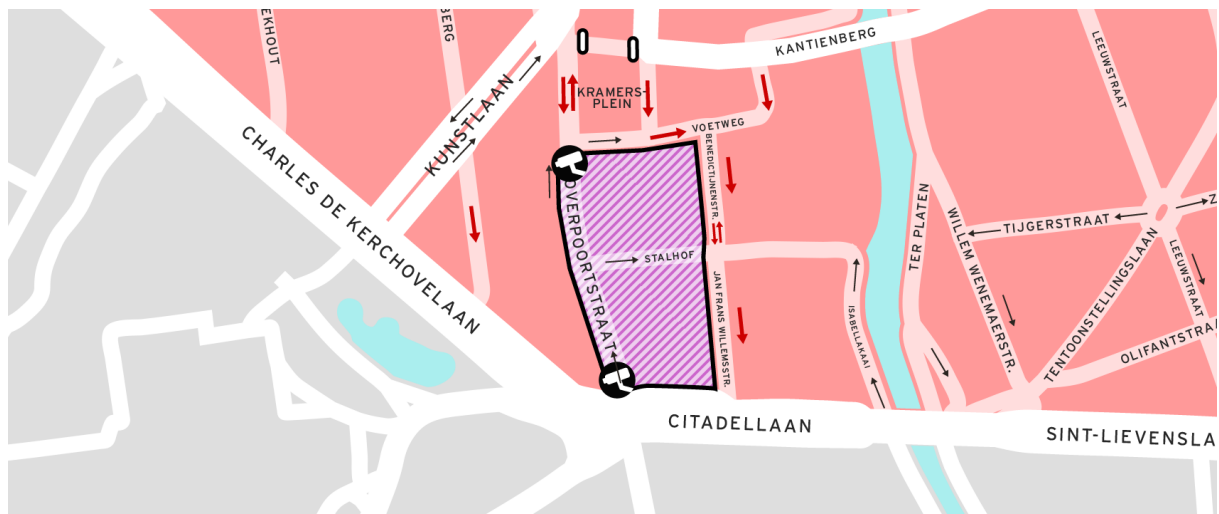 EKHOUT
BERG
KUNSTLAAN
CHARLES DE KERCHOVELAAN
KRAMERS-
PLEIN
KANTIENBERG
VOETWEG
BENEDICTIJNENSTR.
OVERPOORTSTRAAT
STALHOF
JAN FRANS WILLEMSSTR.
ISABELLAKAAI
TER PLATEN
WILLEM WENEMAERSTR.
LEEUWSTRAAT
TIJGERSTRAAT
Z
TENTOONSTELLINGSLAAN
LEEUWSTRAAT
OLIFANTSTRAA
CITADELLAAN
SINT-LIEVENSLA